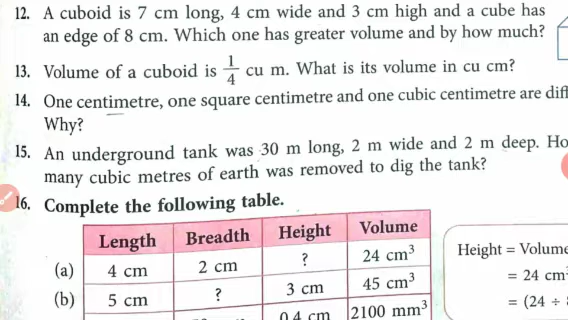 12. A cuboid is 7 cm long, 4 cm wide and 3 cm high and a cube has
an edge of 8 cm. Which one has greater volume and by how much?
13. Volume of a cuboid is 1/4 cu m. What is its volume in cu cm?
14. One centimetre, one square centimetre and one cubic centimetre are
Why?
15. An underground tank was 30 m long, 2 m wide and 2 m deep.
many cubic metres of earth was removed to dig the tank?
16. Complete the following table.
Length Breadth Height Volume
(a) 4 cm 2 cm ? 24 cm³
(b) 5 cm ? 3 cm 45 cm³
0.4 cm 2100 mm³
Height = Volume
= 24 cm³
= (24 ÷